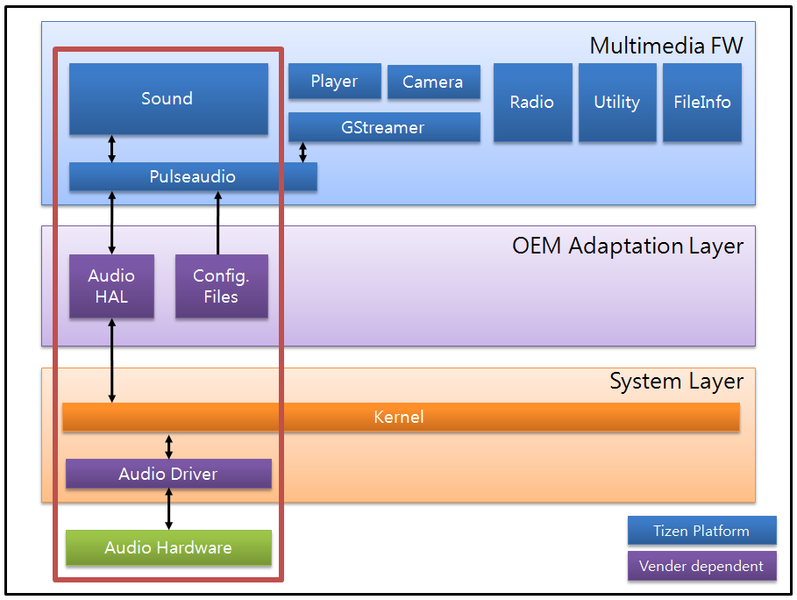 Multimedia FW
Sound
Player
Camera
Radio
Utility
FileInfo
GStreamer
Pulseaudio
OEM Adaptation Layer
Audio
HAL
Config.
Files
System Layer
Kernel
Audio Driver
Audio Hardware
Tizen Platform
Vender dependent